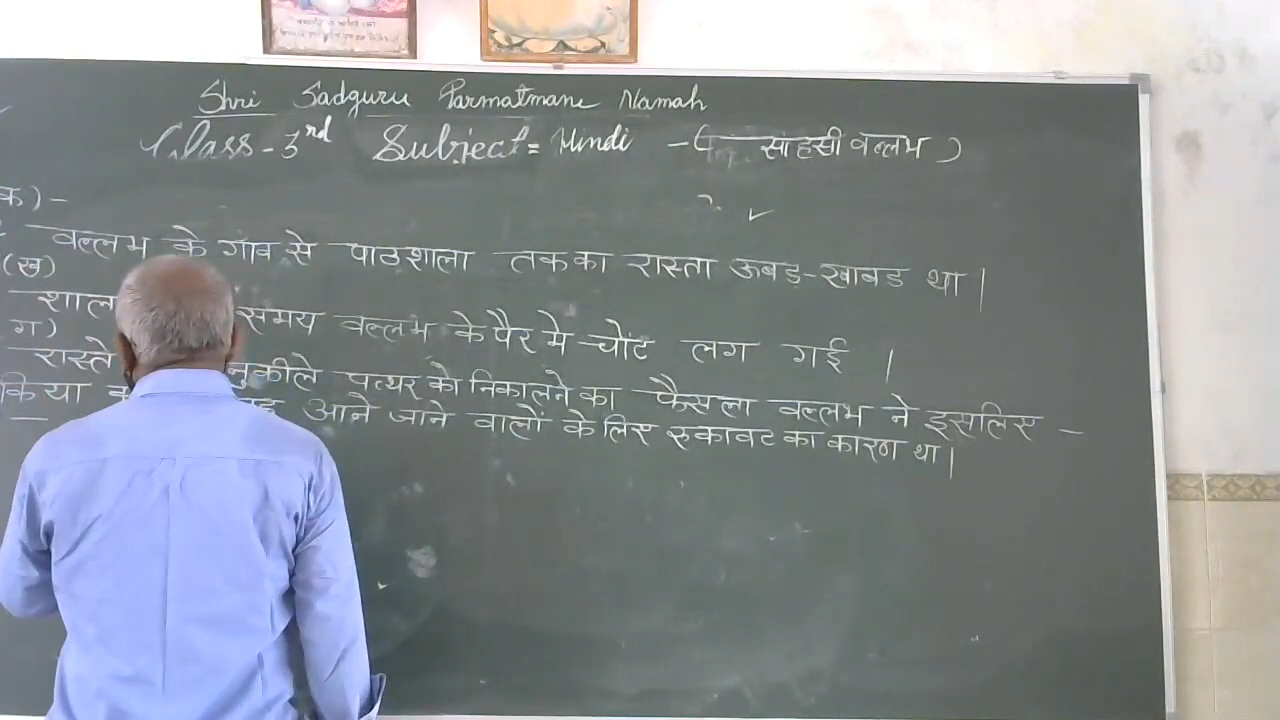 Shri Sadguru Parmatmane Namah
Class - 3rd Subject = Hindi - ( साहसी वल्लभ )
क) -
वल्लभ के गांव से पाठशाला तक का रास्ता ऊबड़-खाबड था |
(ख)
शाल समय वल्लभ के पैर मे चोंट लग गई |
ग)
रास्ते नुकीले पत्थर को निकालने का फैसला वल्लभ ने इसलिए -
किया आने जाने वालों के लिए रुकावट का कारण था |